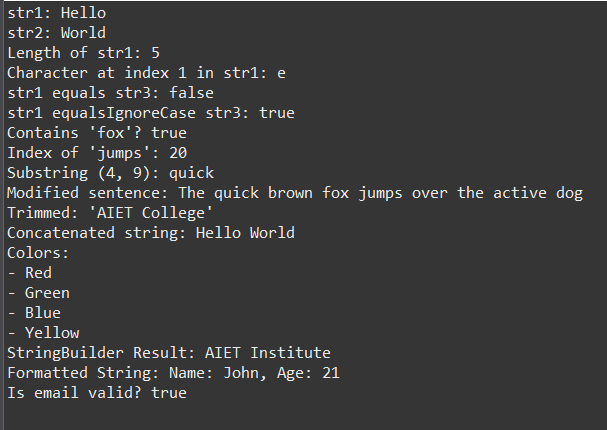 str1: Hello
str2: World
Length of str1: 5
Character at index 1 in str1: e
str1 equals str3: false
str1 equalsIgnoreCase str3: true
Contains 'fox'? true
Index of 'jumps': 20
Substring (4, 9): quick
Modified sentence: The quick brown fox jumps over the active dog
Trimmed: 'AIET College'
Concatenated string: Hello World
Colors:
- Red
- Green
- Blue
- Yellow
StringBuilder Result: AIET Institute
Formatted String: Name: John, Age: 21
Is email valid? true